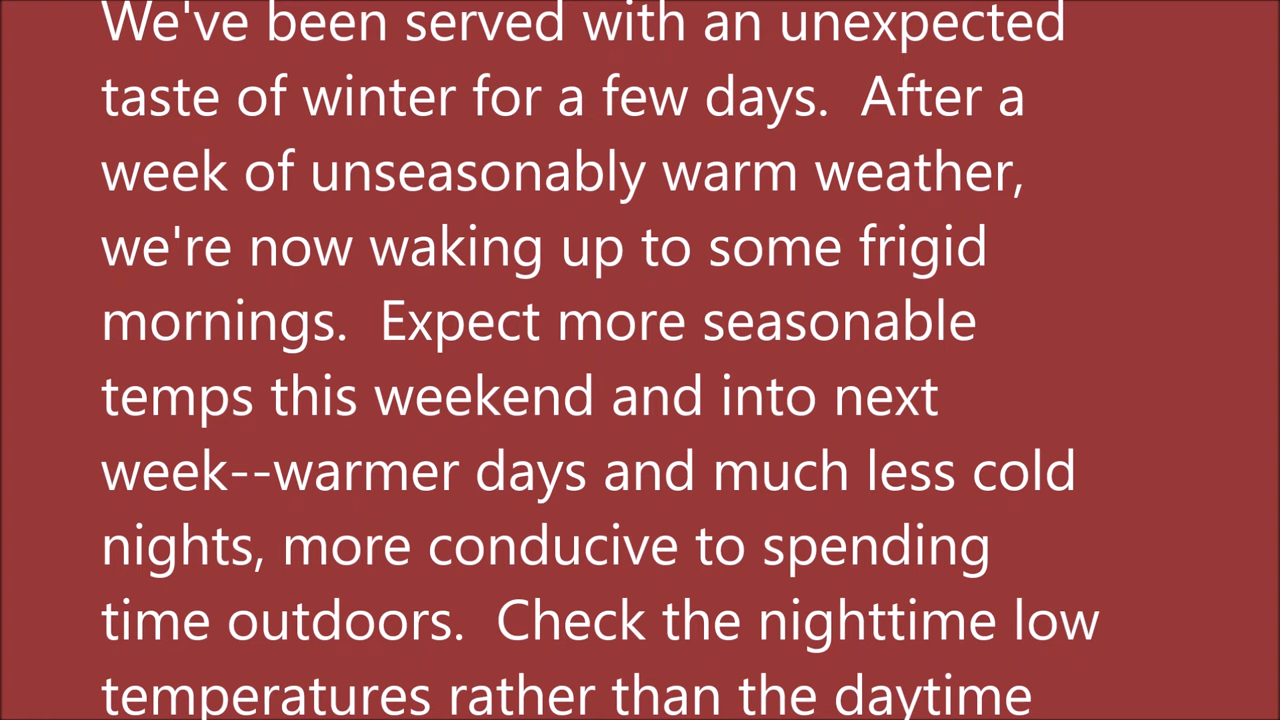 We've been served with an unexpected
taste of winter for a few days.  After a
week of unseasonably warm weather,
we're now waking up to some frigid
mornings.  Expect more seasonable
temps this weekend and into next
week--warmer days and much less cold
nights, more conducive to spending
time outdoors.  Check the nighttime low
temperatures rather than the daytime